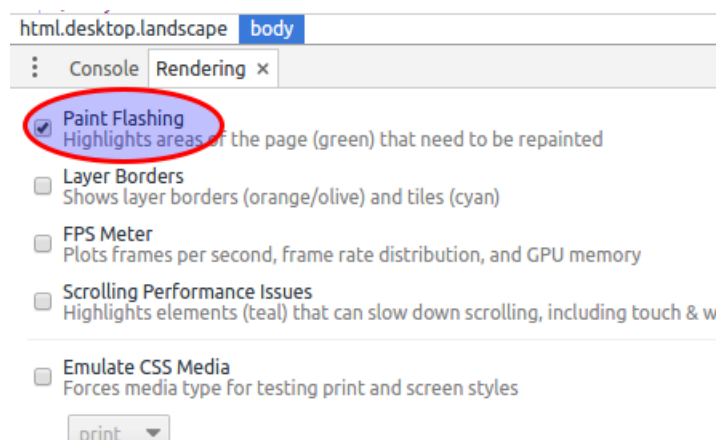 html.desktop.landscape body
Console Rendering ×
Paint Flashing
Highlights areas of the page (green) that need to be repainted
Layer Borders
Shows layer borders (orange/olive) and tiles (cyan)
FPS Meter
Plots frames per second, frame rate distribution, and GPU memory
Scrolling Performance Issues
Highlights elements (teal) that can slow down scrolling, including touch & w
Emulate CSS Media
Forces media type for testing print and screen styles
print